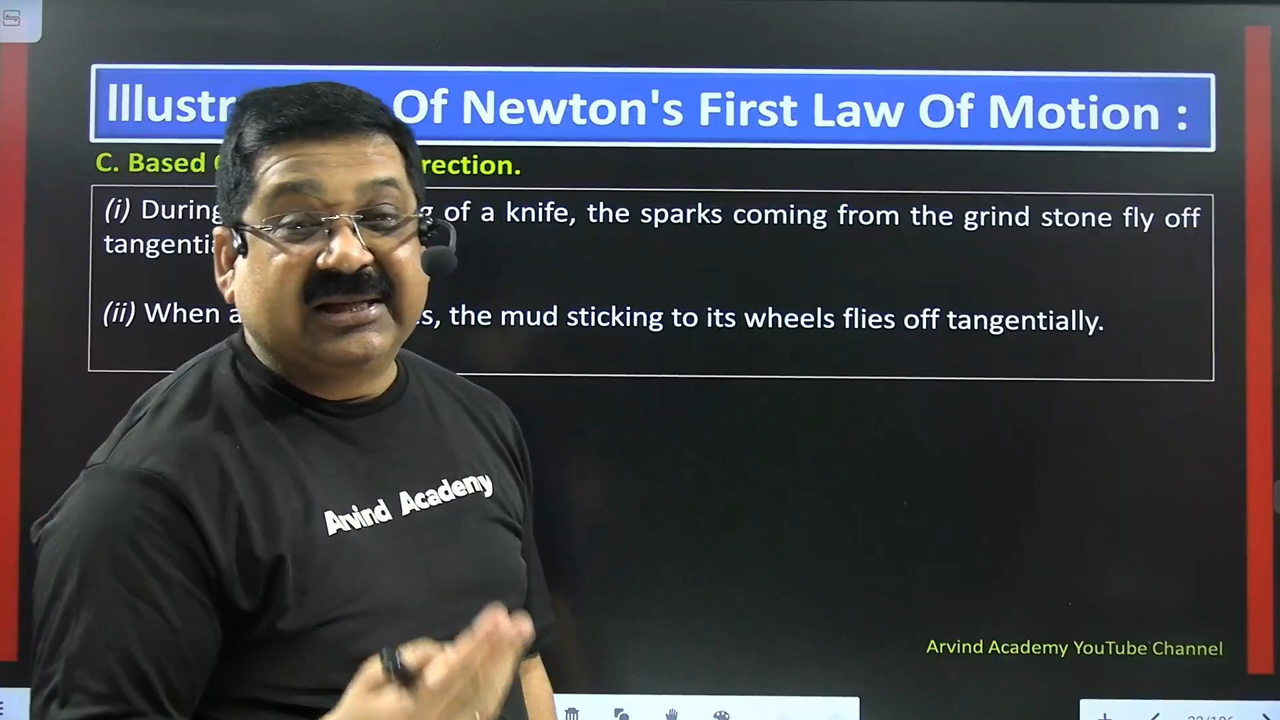 Illustr Of Newton's First Law Of Motion :
C. Based rection.
(i) During g of a knife, the sparks coming from the grind stone fly off
tangenti
(ii) When a s, the mud sticking to its wheels flies off tangentially.
Arvind Academy
Arvind Academy YouTube Channel